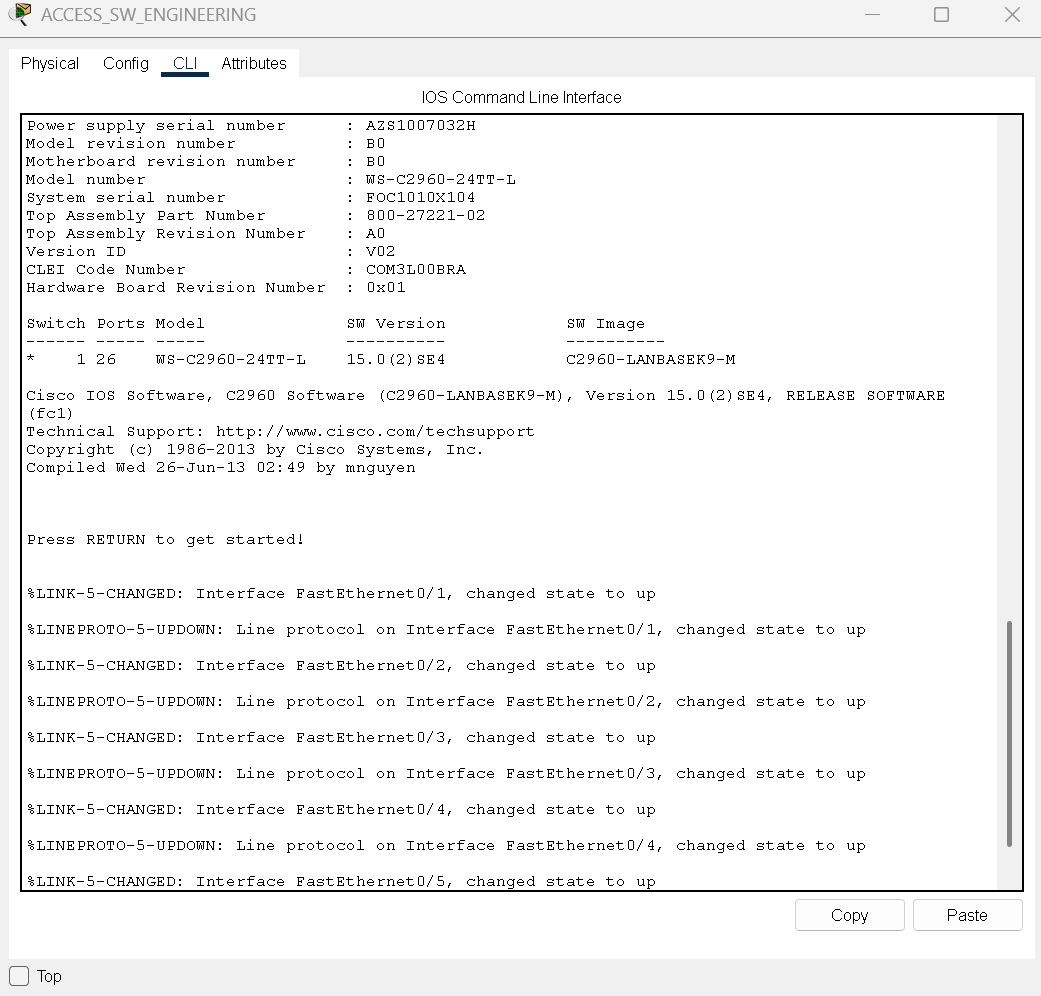 ACCESS_SW_ENGINEERING
Physical Config CLI Attributes
IOS Command Line Interface
Power supply serial number : AZS1007032H
Model revision number : B0
Motherboard revision number : B0
Model number : WS-C2960-24TT-L
System serial number : FOC1010X104
Top Assembly Part Number : 800-27221-02
Top Assembly Revision Number : A0
Version ID : V02
CLEI Code Number : COM3L00BRA
Hardware Board Revision Number : 0x01
Switch Ports Model SW Version SW Image
------ ----- ----- ---------- ----------
* 1 26 WS-C2960-24TT-L 15.0(2)SE4 C2960-LANBASEK9-M
Cisco IOS Software, C2960 Software (C2960-LANBASEK9-M), Version 15.0(2)SE4, RELEASE SOFTWARE
(fc1)
Technical Support: http://www.cisco.com/techsupport
Copyright (c) 1986-2013 by Cisco Systems, Inc.
Compiled Wed 26-Jun-13 02:49 by mnguyen
Press RETURN to get started!
%LINK-5-CHANGED: Interface FastEthernet0/1, changed state to up
%LINEPROTO-5-UPDOWN: Line protocol on Interface FastEthernet0/1, changed state to up
%LINK-5-CHANGED: Interface FastEthernet0/2, changed state to up
%LINEPROTO-5-UPDOWN: Line protocol on Interface FastEthernet0/2, changed state to up
%LINK-5-CHANGED: Interface FastEthernet0/3, changed state to up
%LINEPROTO-5-UPDOWN: Line protocol on Interface FastEthernet0/3, changed state to up
%LINK-5-CHANGED: Interface FastEthernet0/4, changed state to up
%LINEPROTO-5-UPDOWN: Line protocol on Interface FastEthernet0/4, changed state to up
%LINK-5-CHANGED: Interface FastEthernet0/5, changed state to up
Copy Paste
Top